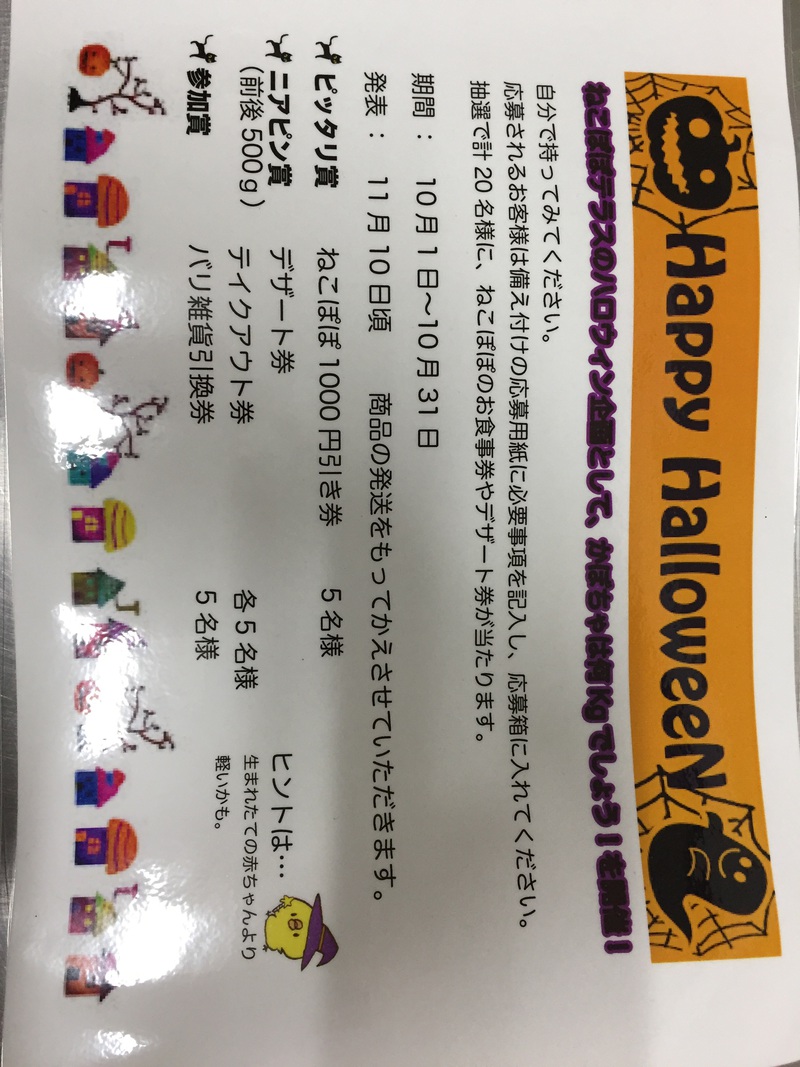 Happy HalloweeN
ねこぽぽテラスのハロウィン企画として、かぼちゃは何Kgでしょう！を開催！
自分で持ってみてください。
応募されるお客様は備え付けの応募用紙に必要事項を記入し、応募箱に入れてください。
抽選で計20名様に、ねこぽぽのお食事券やデザート券が当たります。
期間： 10月1日～10月31日
発表： 11月10日頃 商品の発送をもってかえさせていただきます。
ピッタリ賞 ねこぽぽ1000円引き券 5名様
ニアピン賞 デザート券
(前後500g) テイクアウト券 各5名様
参加賞 バリ雑貨引換券 5名様
ヒントは…
生まれたての赤ちゃんより
軽いかも。